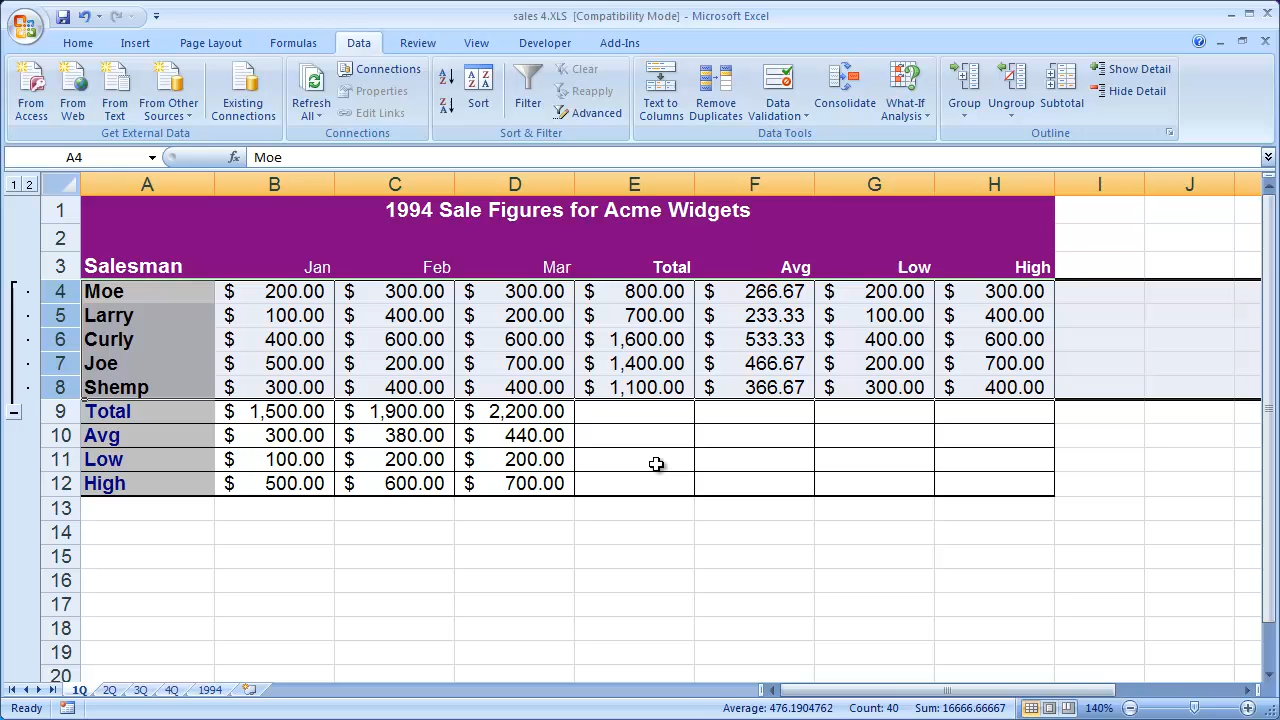 sales 4.XLS [Compatibility Mode] - Microsoft Excel
Home Insert Page Layout Formulas Data Review View Developer Add-Ins
From Access From Web From Text From Other Sources Existing Connections Get External Data
Refresh All Connections Properties Edit Links Connections
Sort Filter Clear Reapply Advanced Sort & Filter
Text to Columns Remove Duplicates Data Validation Consolidate What-If Analysis Data Tools
Group Ungroup Subtotal Show Detail Hide Detail Outline
A4 fx Moe
1 2 A B C D E F G H I J
1 1994 Sale Figures for Acme Widgets
2
3 Salesman Jan Feb Mar Total Avg Low High
4 Moe $ 200.00 $ 300.00 $ 300.00 $ 800.00 $ 266.67 $ 200.00 $ 300.00
5 Larry $ 100.00 $ 400.00 $ 200.00 $ 700.00 $ 233.33 $ 100.00 $ 400.00
6 Curly $ 400.00 $ 600.00 $ 600.00 $ 1,600.00 $ 533.33 $ 400.00 $ 600.00
7 Joe $ 500.00 $ 200.00 $ 700.00 $ 1,400.00 $ 466.67 $ 200.00 $ 700.00
8 Shemp $ 300.00 $ 400.00 $ 400.00 $ 1,100.00 $ 366.67 $ 300.00 $ 400.00
9 Total $ 1,500.00 $ 1,900.00 $ 2,200.00
10 Avg $ 300.00 $ 380.00 $ 440.00
11 Low $ 100.00 $ 200.00 $ 200.00
12 High $ 500.00 $ 600.00 $ 700.00
13
14
15
16
17
18
19
20
1Q 2Q 3Q 4Q 1994
Ready Average: 476.1904762 Count: 40 Sum: 16666.66667 140%